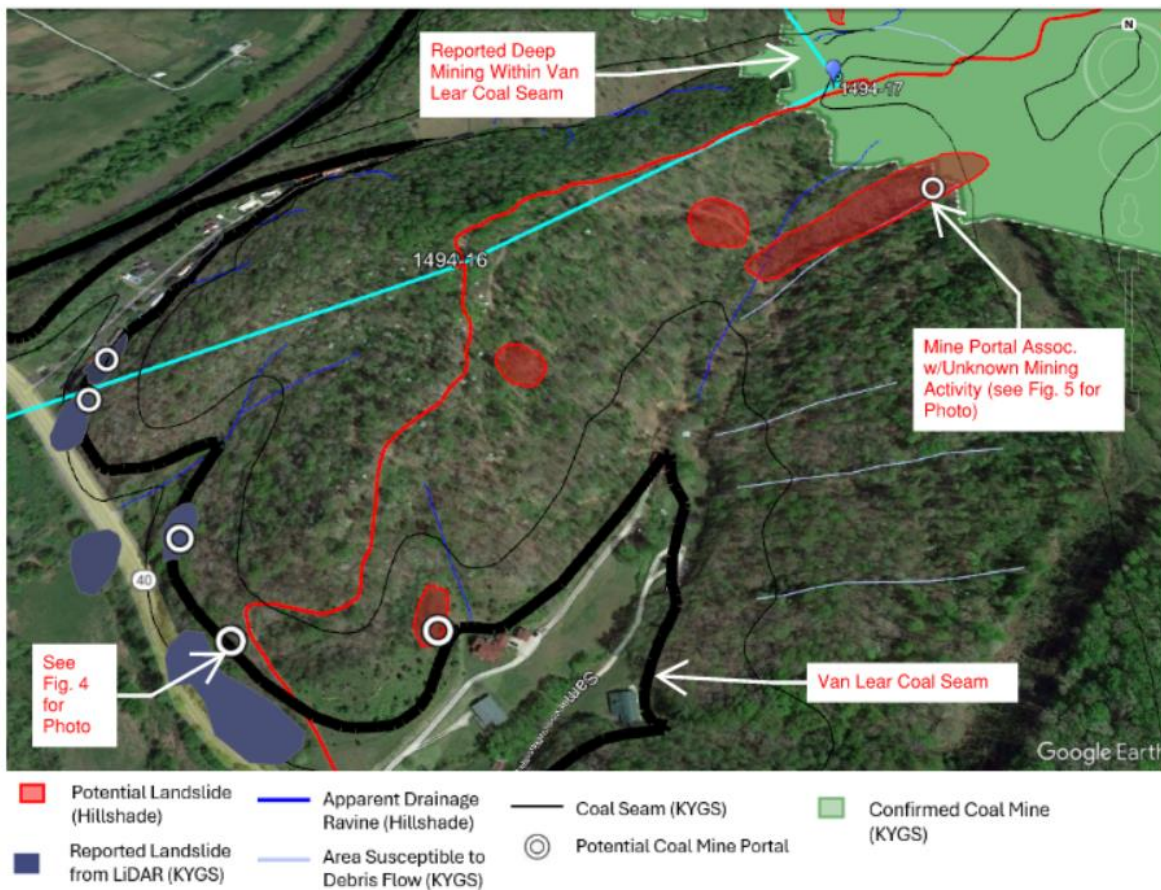 Reported Deep
Mining Within Van
Lear Coal Seam
N
1494-17
1494-16
Mine Portal Assoc.
w/Unknown Mining
Activity (see Fig. 5 for
Photo)
40
See
Fig. 4
for
Photo
Van Lear Coal Seam
Google Earth
Potential Landslide
(Hillshade)
Reported Landslide
from LiDAR (KYGS)
Apparent Drainage
Ravine (Hillshade)
Area Susceptible to
Debris Flow (KYGS)
Coal Seam (KYGS)
Potential Coal Mine Portal
Confirmed Coal Mine
(KYGS)